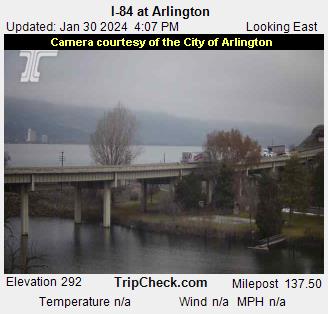 I-84 at Arlington
Updated: Jan 30 2024 4:07 PM Looking East
Camera courtesy of the City of Arlington
Elevation 292 TripCheck.com Milepost 137.50
Temperature n/a Wind n/a MPH n/a